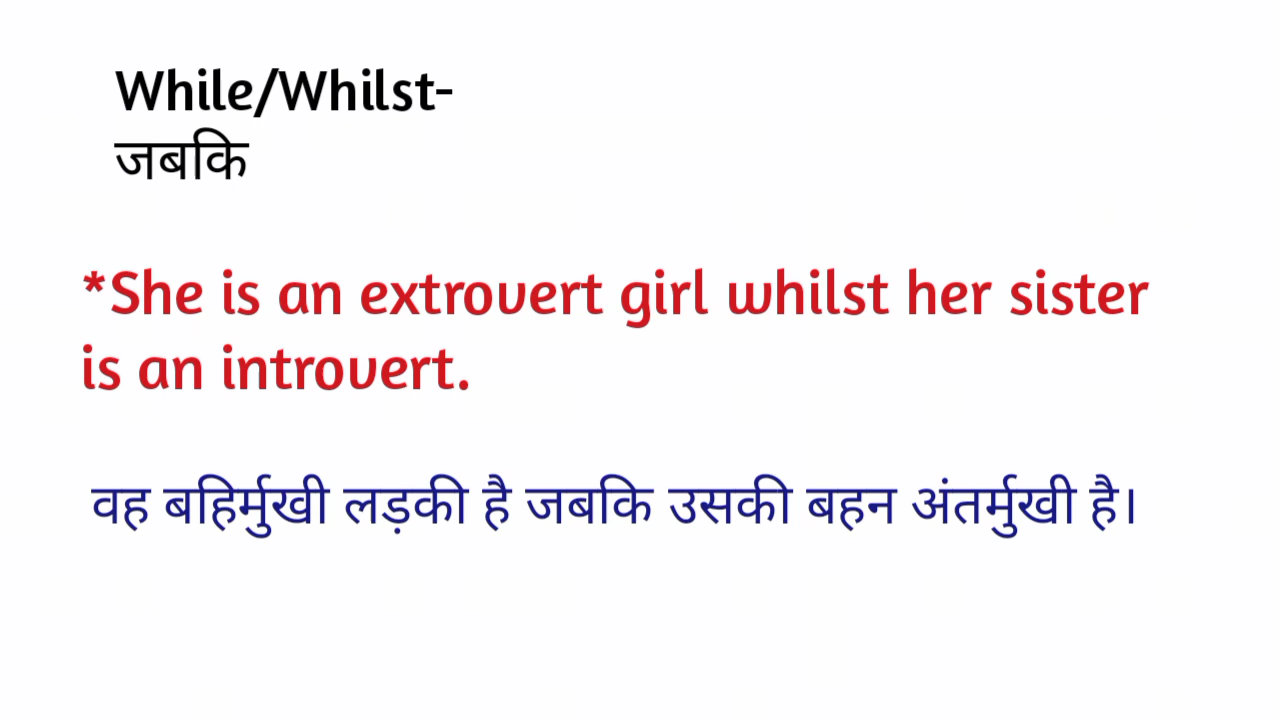 While/Whilst-
जबकि
*She is an extrovert girl whilst her sister
is an introvert.
वह बहिर्मुखी लड़की है जबकि उसकी बहन अंतर्मुखी है।